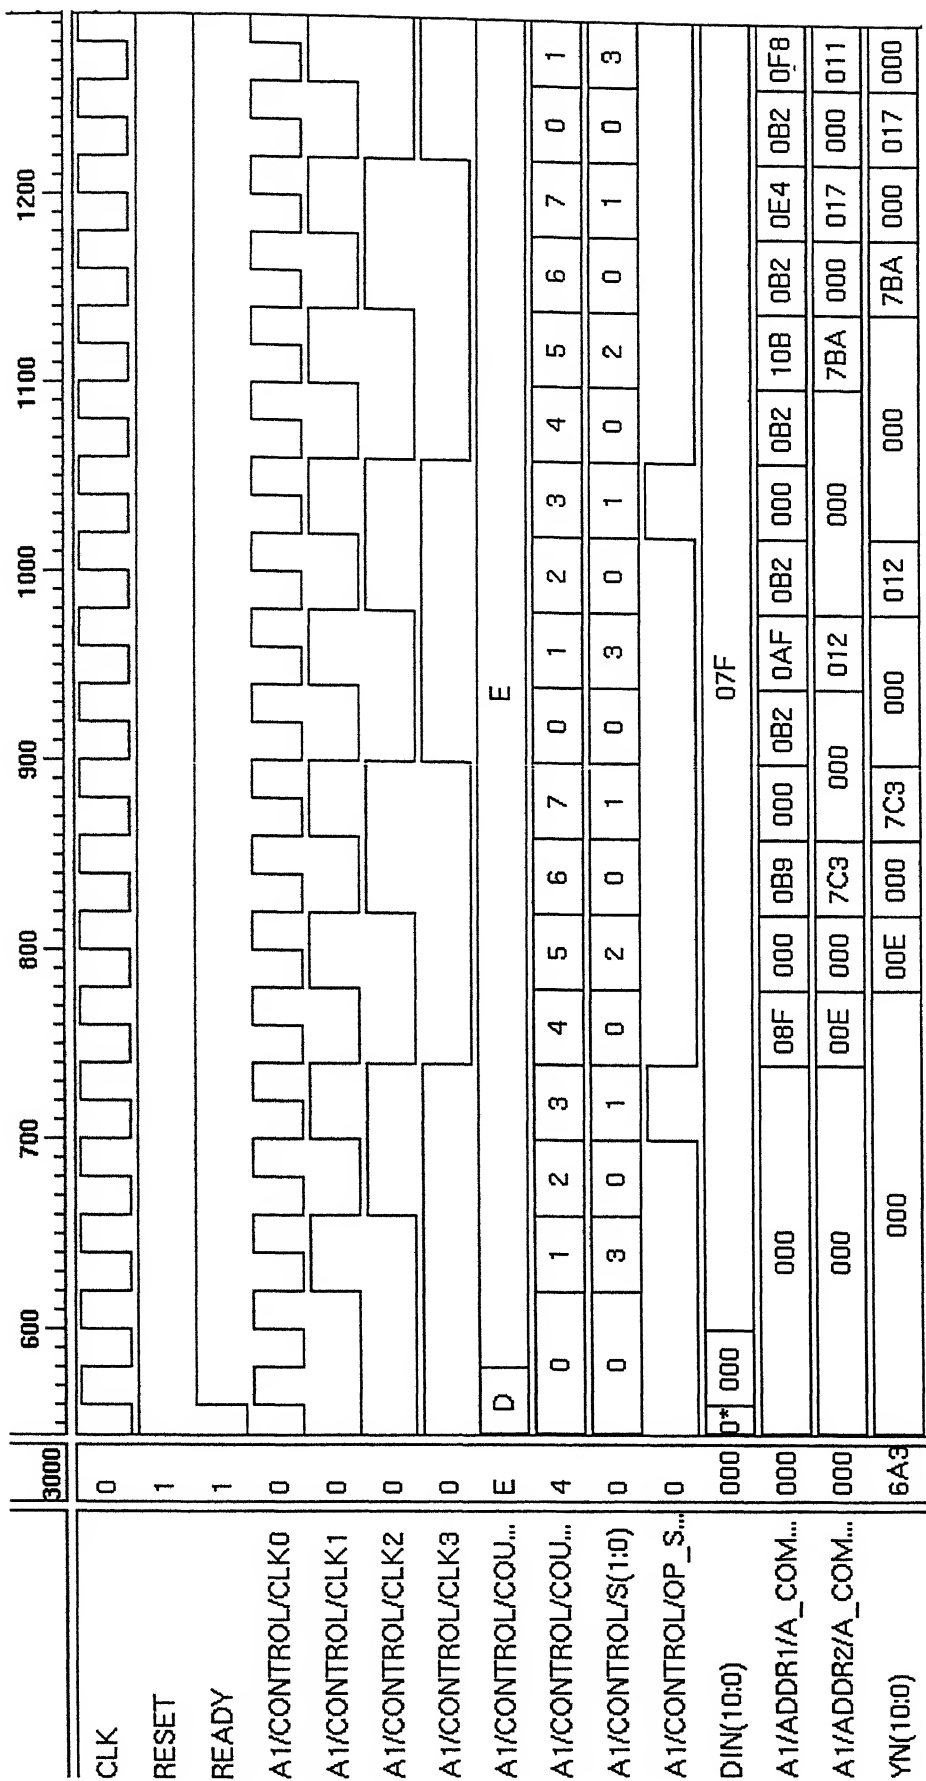 3000 600 700 800 900 1000 1100 1200
CLK 0
RESET 1
READY 1
A1/CONTROL/CLK0 0
A1/CONTROL/CLK1 0
A1/CONTROL/CLK2 0
A1/CONTROL/CLK3 0
A1/CONTROL/COU... E D E
A1/CONTROL/COU... 4 0 1 2 3 4 5 6 7 0 1 2 3 4 5 6 7 0 1
A1/CONTROL/S(1:0) 0 0 3 0 1 0 2 0 1 0 3 0 1 0 2 0 1 0 3
A1/CONTROL/OP_S... 0
DIN(10:0) 000 0* 000 07F
A1/ADDR1/A_COM... 000 000 08F 000 0B9 000 0B2 0AF 0B2 000 0B2 10B 0B2 0E4 0B2 0F8
A1/ADDR2/A_COM... 000 000 00E 000 7C3 000 012 000 7BA 000 017 000 011
YN(10:0) 6A3 000 00E 000 7C3 000 012 000 7BA 000 017 000